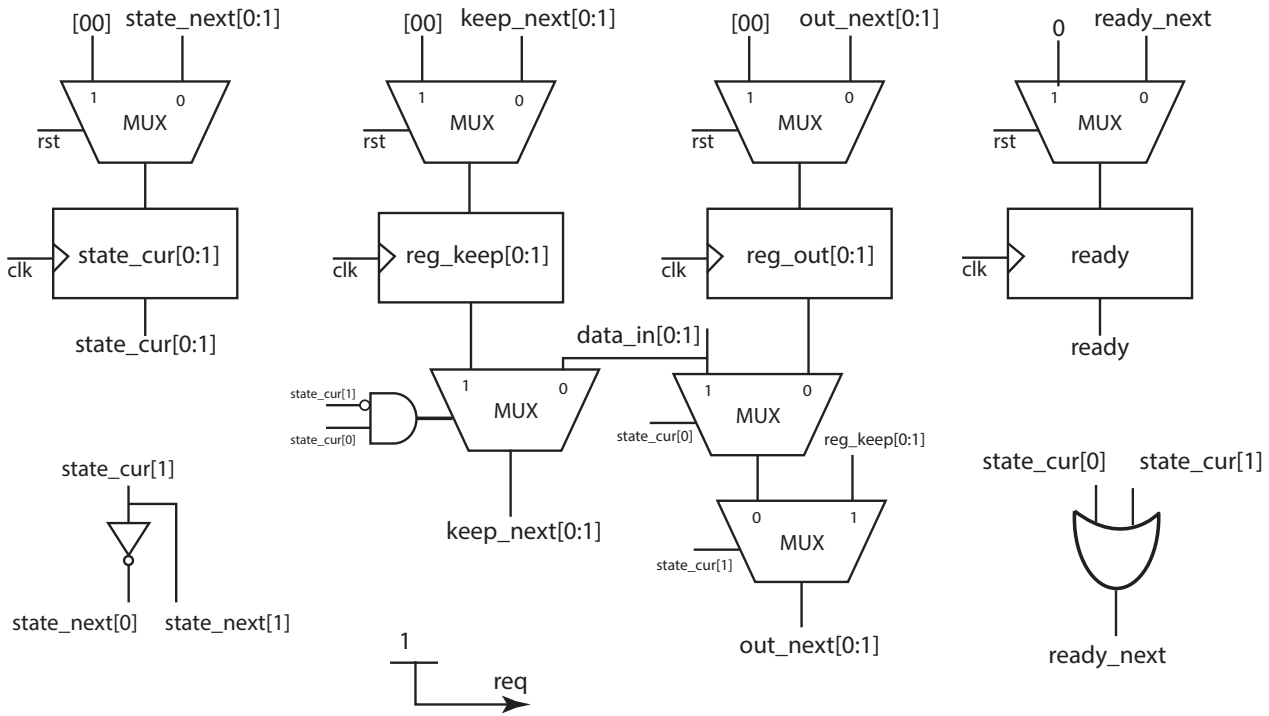 [00] state_next[0:1]
1 0
MUX
rst
clk
state_cur[0:1]
state_cur[0:1]
[00] keep_next[0:1]
1 0
MUX
rst
clk
reg_keep[0:1]
[00] out_next[0:1]
1 0
MUX
rst
clk
reg_out[0:1]
0 ready_next
1 0
MUX
rst
clk
ready
ready
data_in[0:1]
state_cur[1]
state_cur[0]
1 0
MUX
keep_next[0:1]
1 0
MUX
state_cur[0]
reg_keep[0:1]
0 1
MUX
state_cur[1]
out_next[0:1]
state_cur[1]
state_next[0] state_next[1]
1
req
state_cur[0] state_cur[1]
ready_next